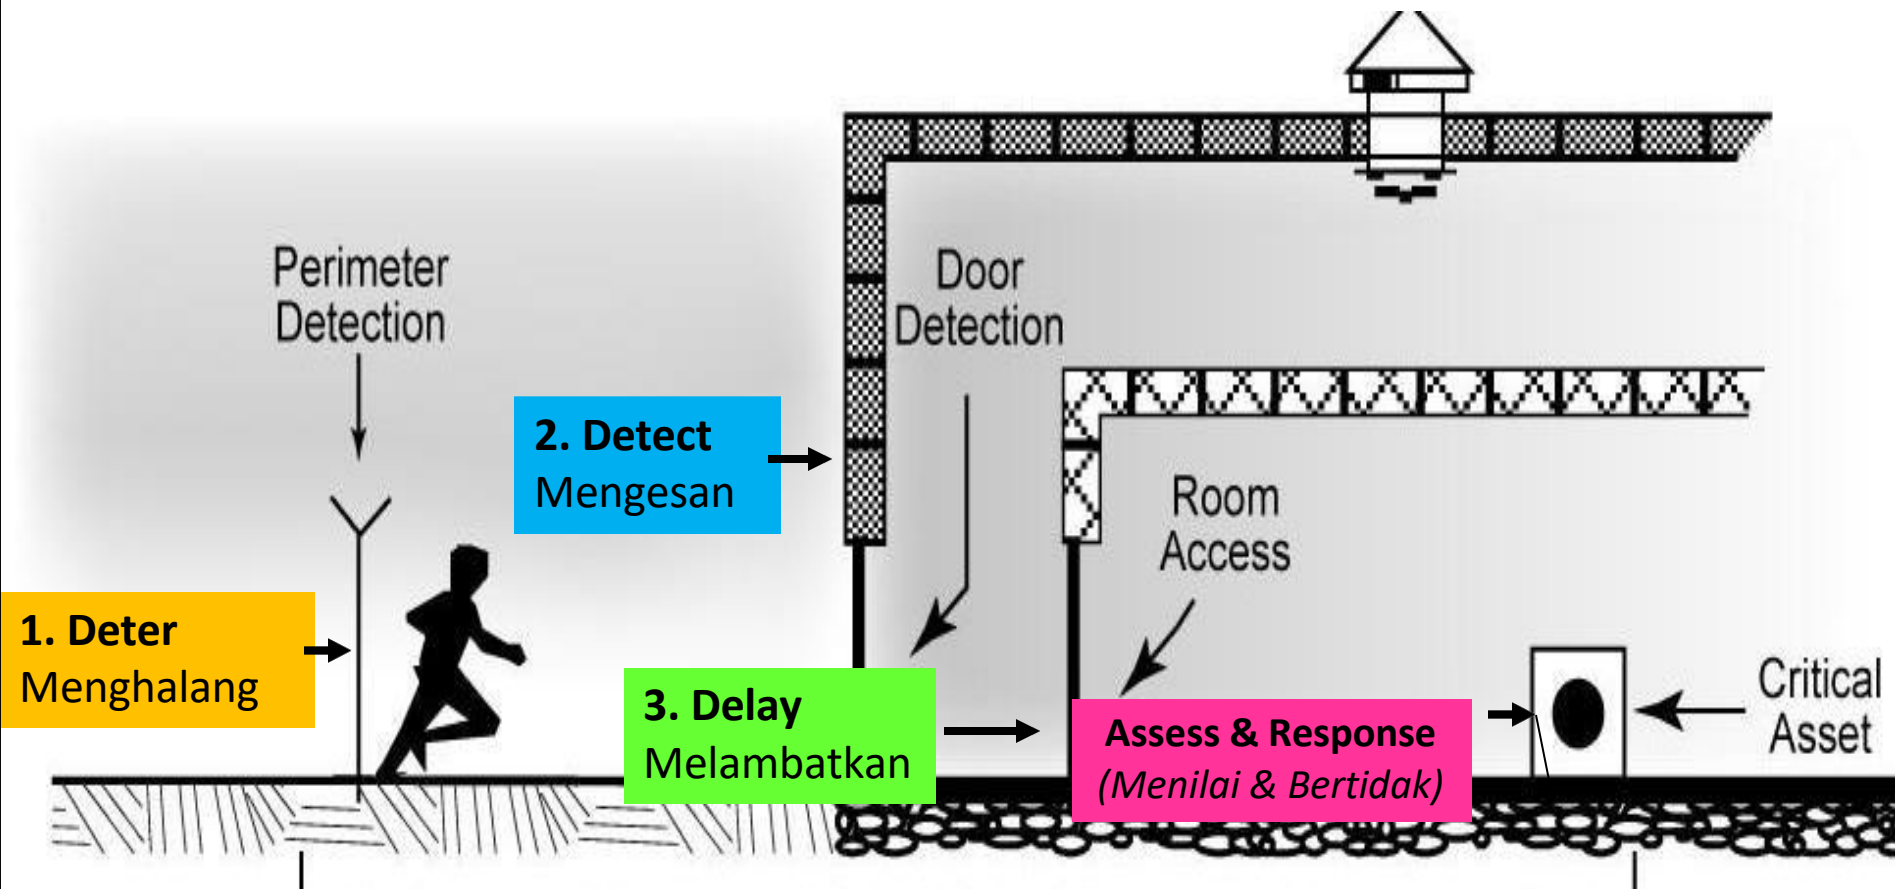 Perimeter
Detection
Door
Detection
2. Detect
Mengesan
Room
Access
1. Deter
Menghalang
3. Delay
Melambatkan
Assess & Response
(Menilai & Bertidak)
Critical
Asset